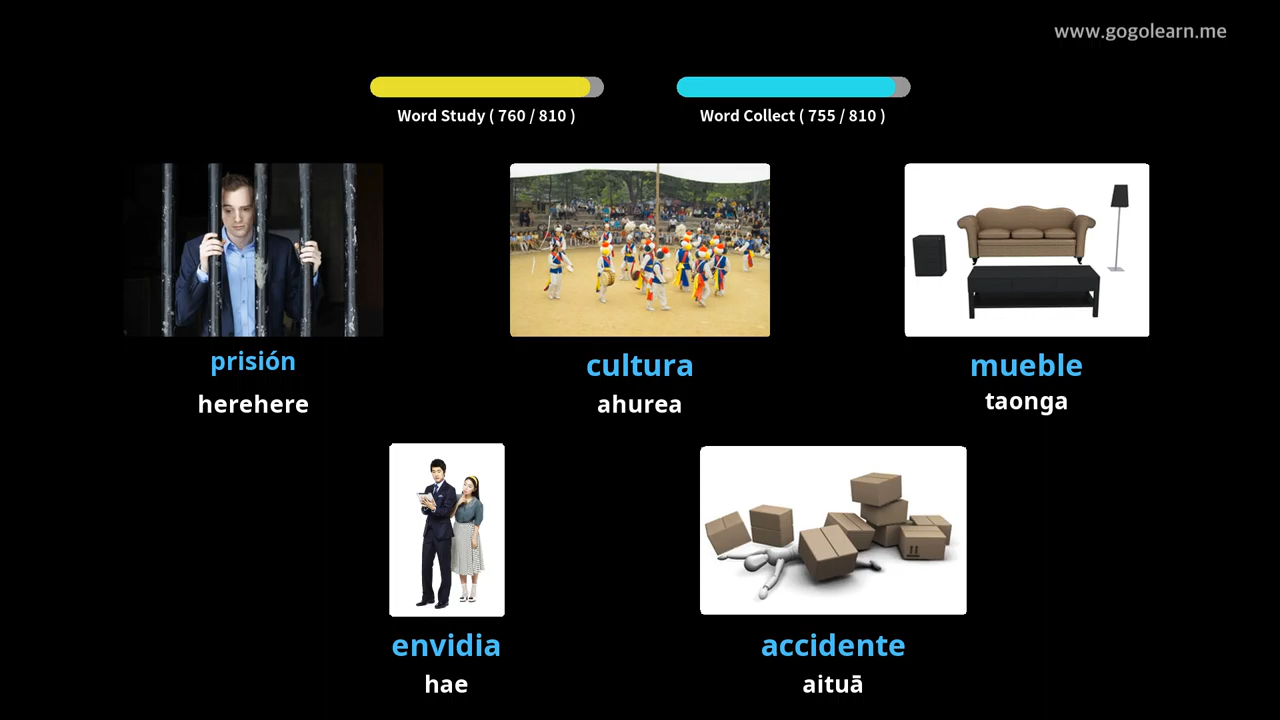 www.gogolearn.me
Word Study ( 760 / 810 )
Word Collect ( 755 / 810 )
prisión
herehere
cultura
ahurea
mueble
taonga
envidia
hae
accidente
aituā